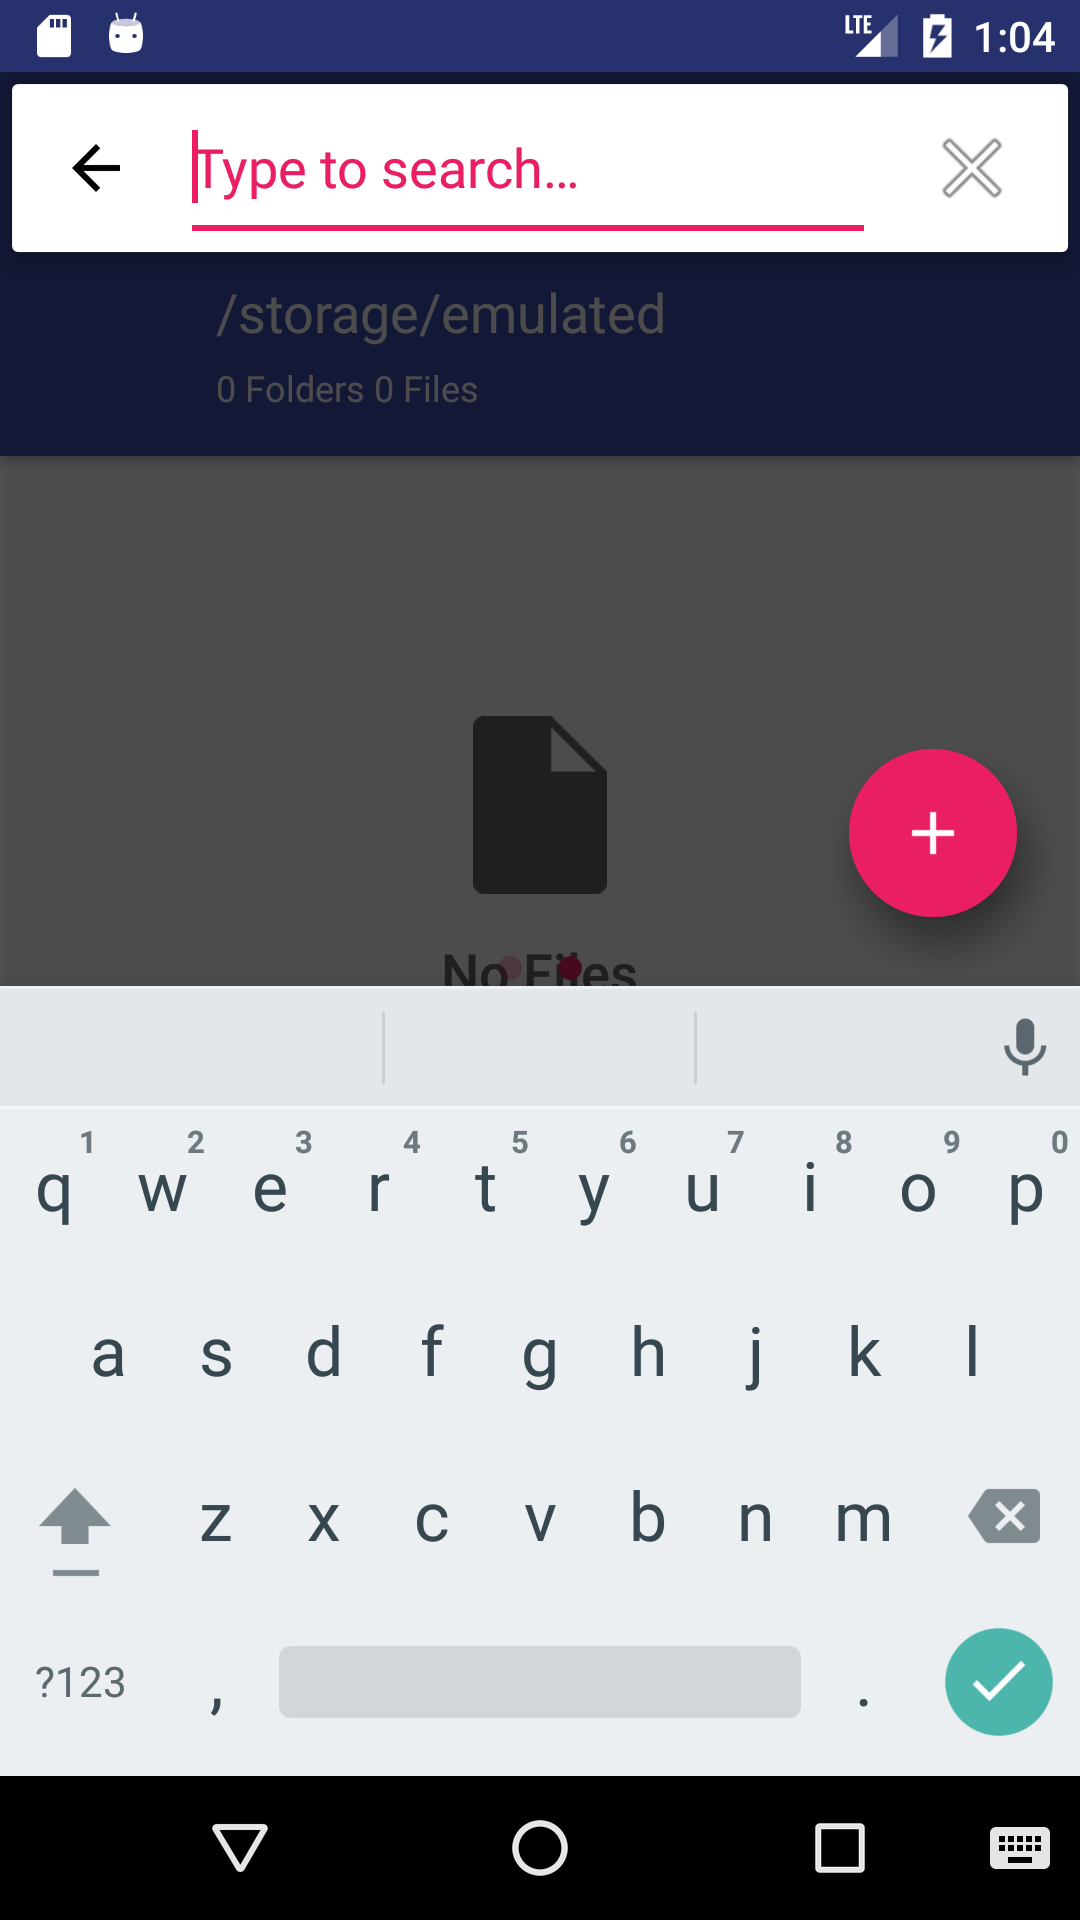 LTE 1:04
Type to search...
/storage/emulated
0 Folders 0 Files
No Files
1 2 3 4 5 6 7 8 9 0
q w e r t y u i o p
a s d f g h j k l
z x c v b n m
?123 , .